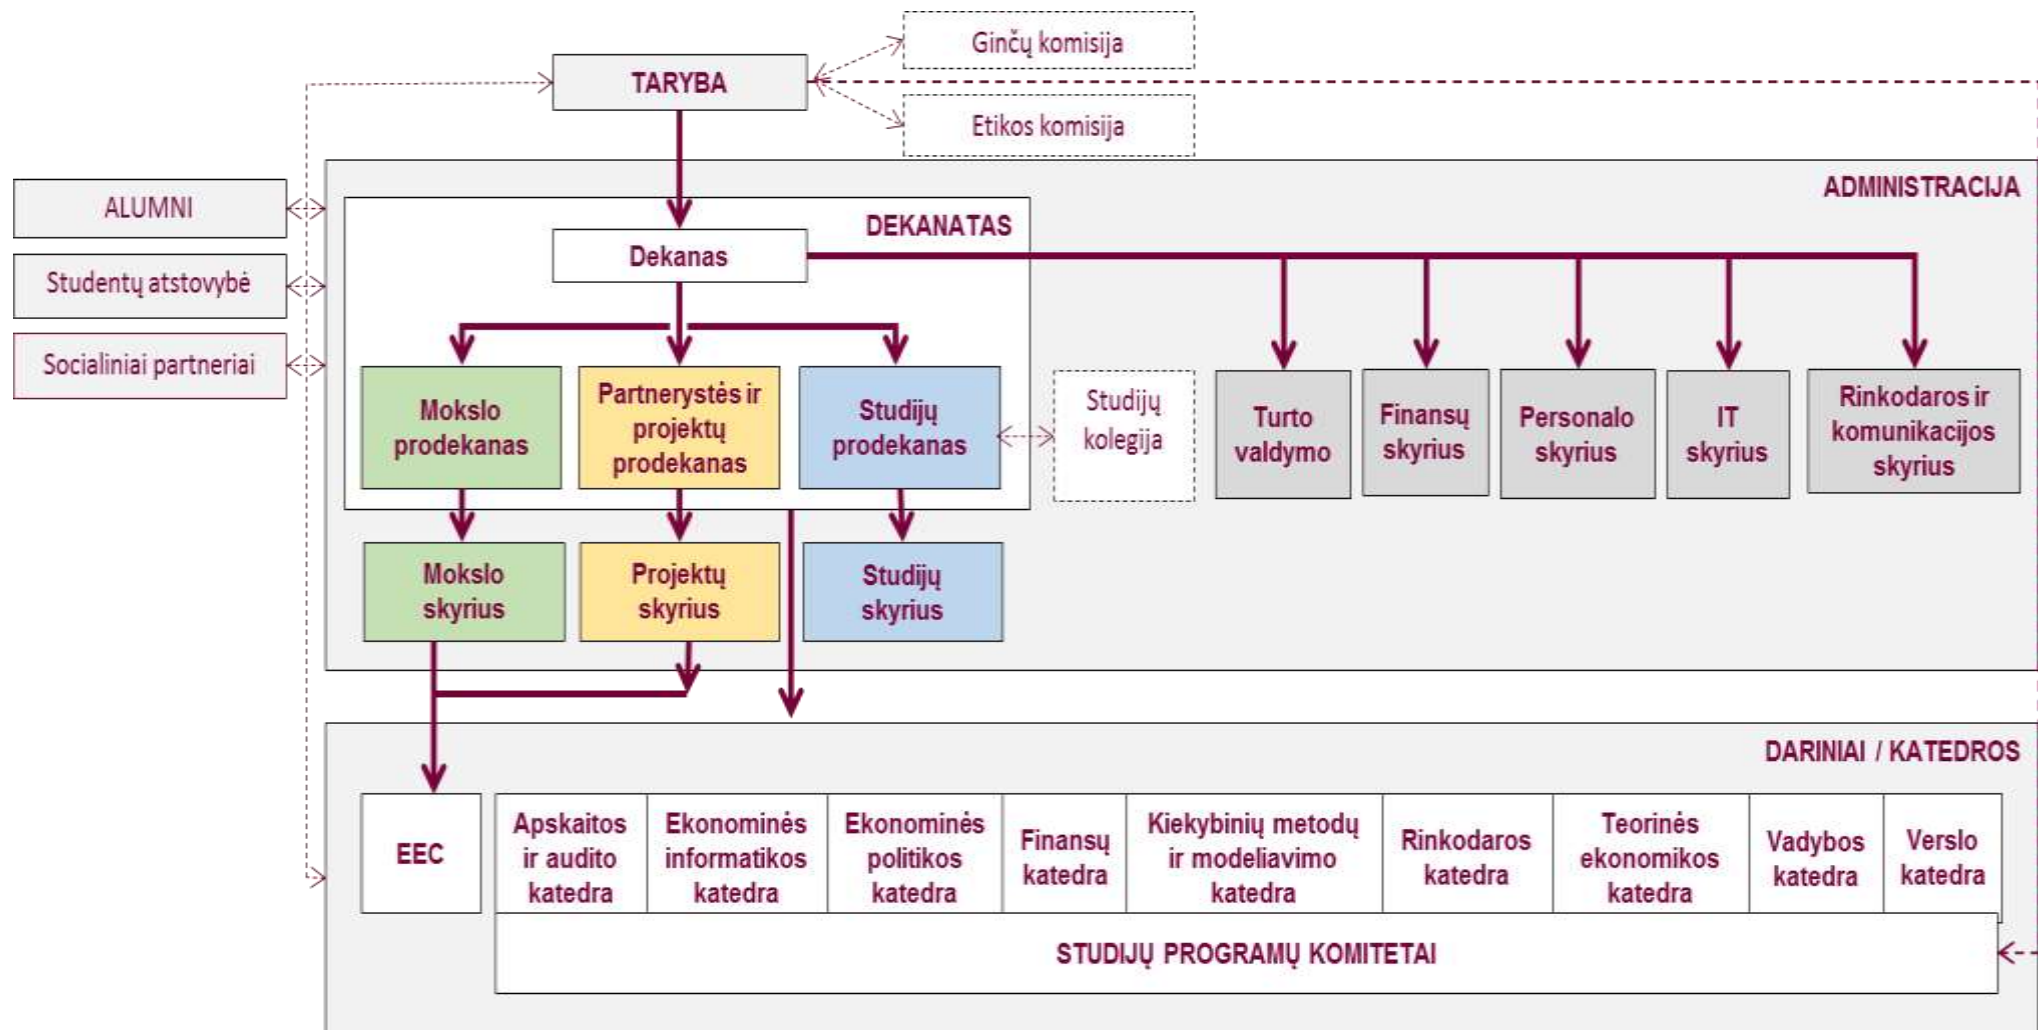 Ginčų komisija
TARYBA
Etikos komisija
ADMINISTRACIJA
ALUMNI
Studentų atstovybė
Socialiniai partneriai
DEKANATAS
Dekanas
Mokslo
prodekanas
Partnerystės ir
projektų
prodekanas
Studijų
prodekanas
Studijų
kolegija
Turto
valdymo
Finansų
skyrius
Personalo
skyrius
IT
skyrius
Rinkodaros ir
komunikacijos
skyrius
Mokslo
skyrius
Projektų
skyrius
Studijų
skyrius
DARINIAI / KATEDROS
EEC
Apskaitos
ir audito
katedra
Ekonominės
informatikos
katedra
Ekonominės
politikos
katedra
Finansų
katedra
Kiekybinių metodų
ir modeliavimo
katedra
Rinkodaros
katedra
Teorinės
ekonomikos
katedra
Vadybos
katedra
Verslo
katedra
STUDIJŲ PROGRAMŲ KOMITETAI